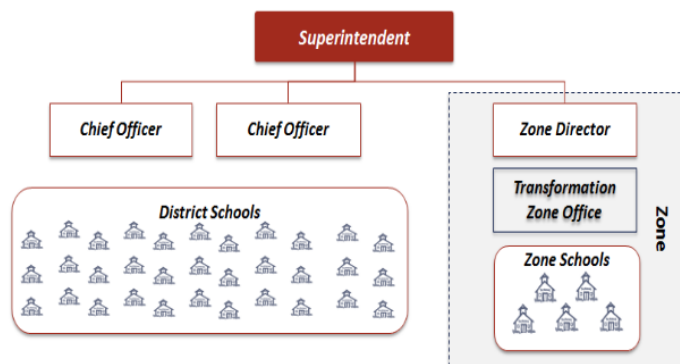 Superintendent
Chief Officer
Chief Officer
Zone Director
Transformation
Zone Office
Zone
District Schools
Zone Schools